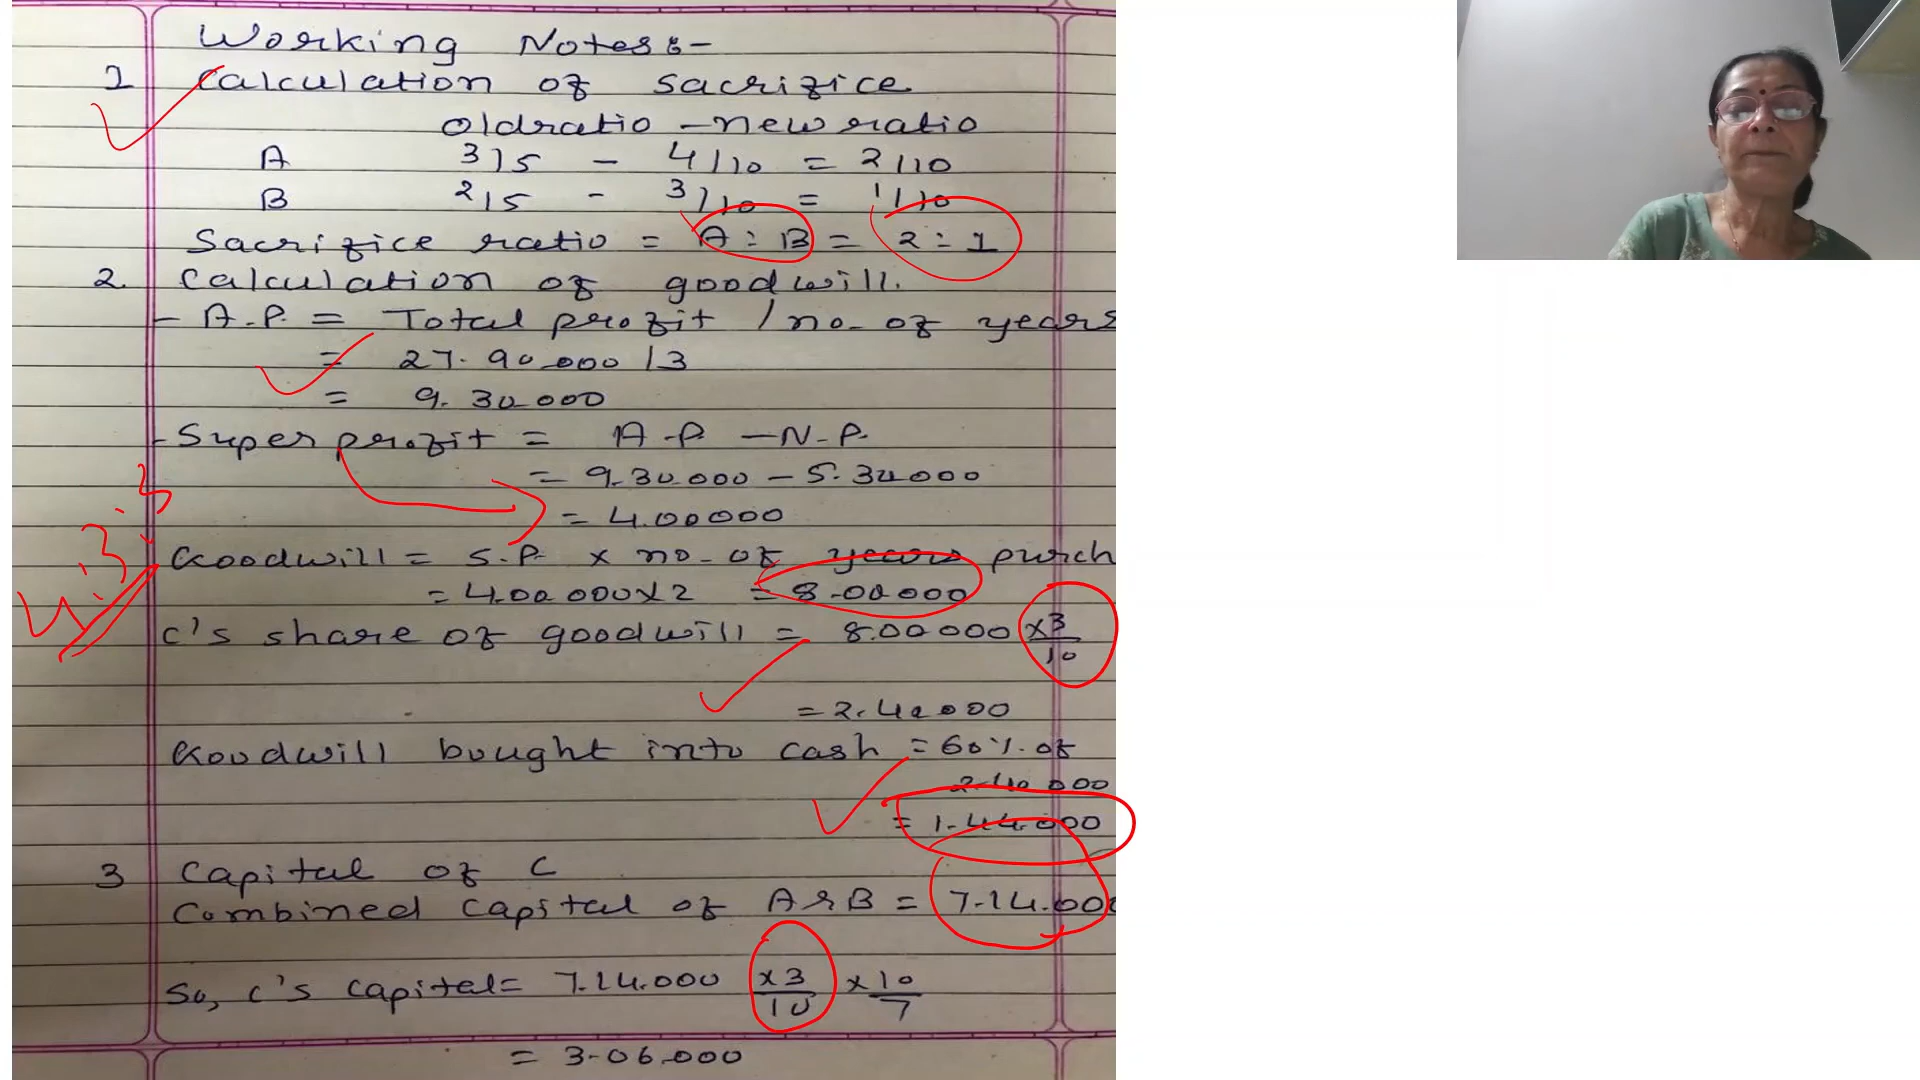 Working Notes:-
1 Calculation of sacrifice
oldratio - new ratio
A 3/5 - 4/10 = 2/10
B 2/5 - 3/10 = 1/10
Sacrifice ratio = A : B = 2 : 1
2. Calculation of goodwill.
- A.P. = Total profit / no. of years
= 27.90.000 /3
= 9.30.000
- Super profit = A.P. - N.P.
= 9.30.000 - 5.30.000
= 4.00000
4:3:3
Goodwill = S.P. x no. of years purch
= 4.00.000x2 = 8.00.000
C's share of goodwill = 8.00000 x3/10
= 2.40.000
Goodwill bought into cash = 60%. of
2.40.000
= 1.44.000
3 Capital of C
Combined capital of A & B = 7.14.000
So, C's capital= 7.14.000 x3/10 x 10/7
= 3.06.000